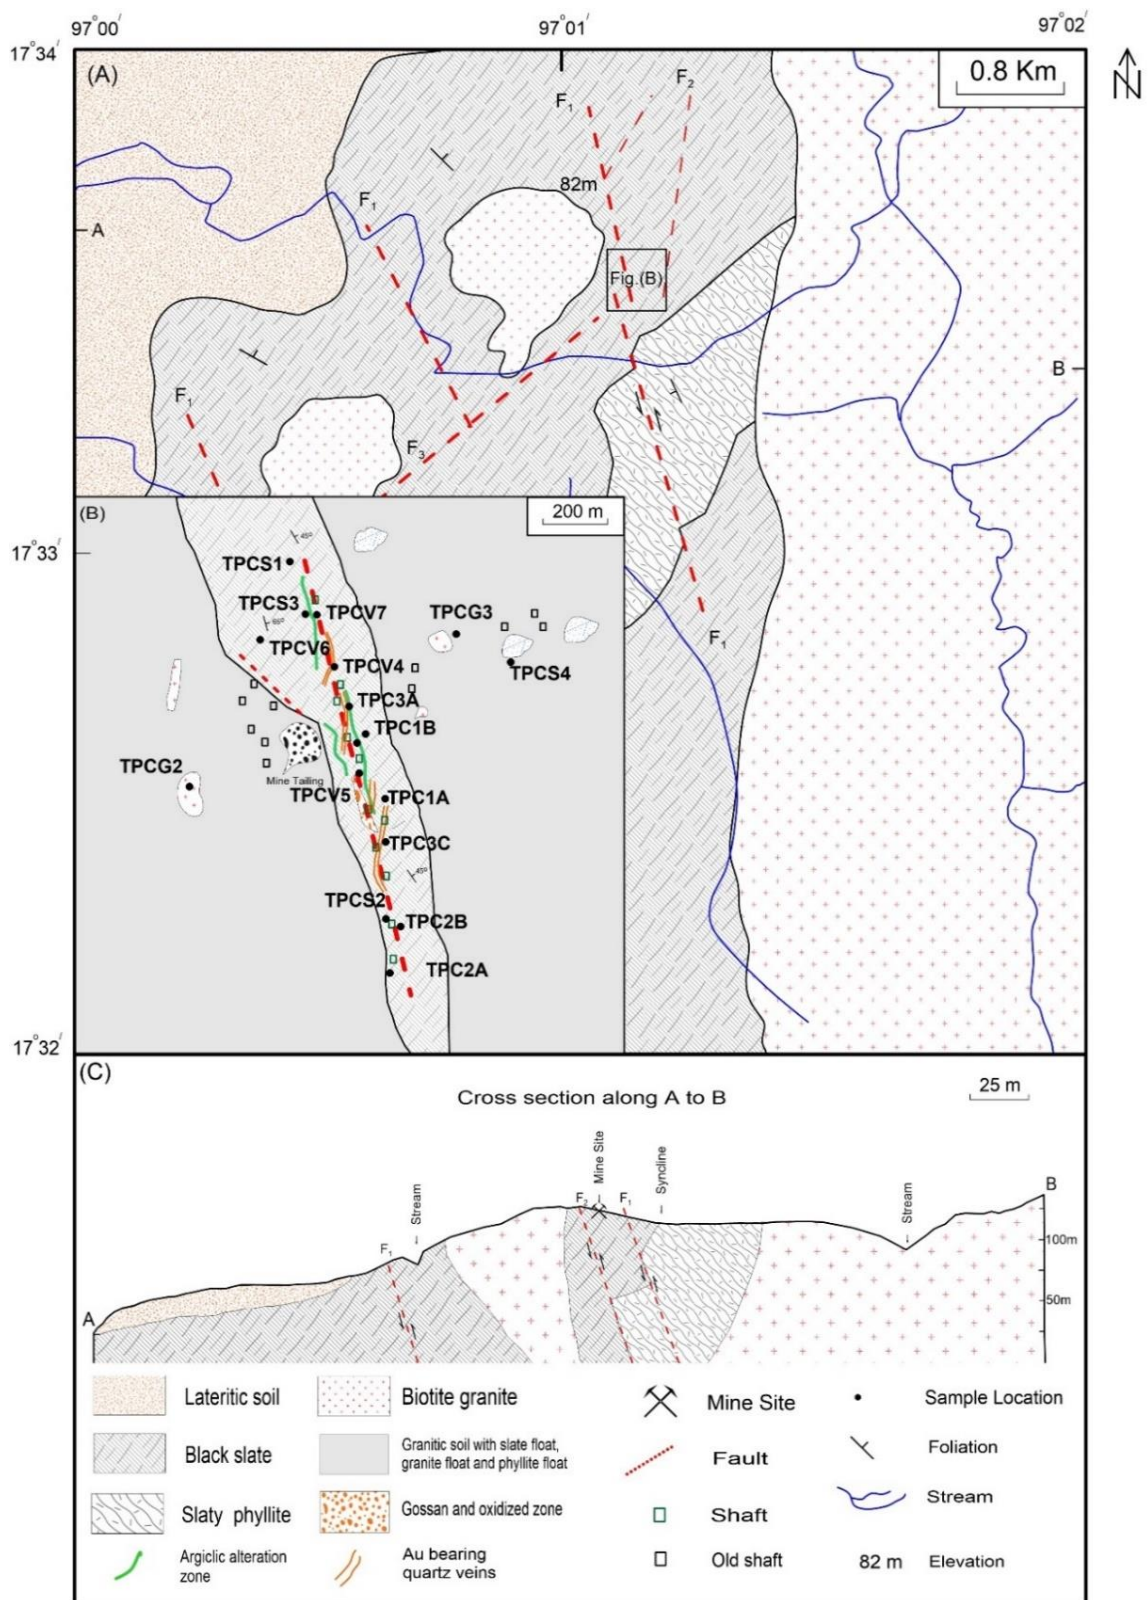 97°00′ 97°01′ 97°02′
17°34′
(A)
0.8 Km
N
F1
F2
82m
F1
A
Fig.(B)
B
F1
F3
(B)
200 m
17°33′
45°
TPCS1
TPCS3 TPCV7
TPCG3
TPCV6
TPCV4
TPCS4
F1
TPC3A
TPC1B
TPCG2
Mine Tailing
TPCV5
TPC1A
TPC3C
45°
TPCS2
TPC2B
TPC2A
17°32′
(C)
25 m
Cross section along A to B
Stream
F1
F2
Mine Site
F1
Syncline
Stream
B
100m
50m
A
Lateritic soil
Biotite granite
Mine Site
Sample Location
Black slate
Granitic soil with slate float,
granite float and phyllite float
Fault
Foliation
Slaty phyllite
Gossan and oxidized zone
Shaft
Stream
Argiclic alteration
zone
Au bearing
quartz veins
Old shaft
82 m
Elevation